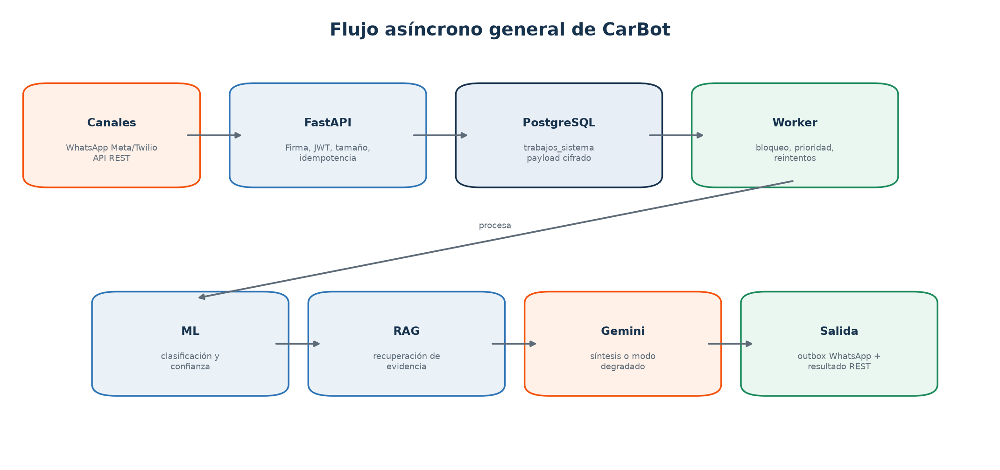 Flujo asíncrono general de CarBot
Canales
WhatsApp Meta/Twilio
API REST
FastAPI
Firma, JWT, tamaño,
idempotencia
PostgreSQL
trabajos_sistema
payload cifrado
Worker
bloqueo, prioridad,
reintentos
procesa
ML
clasificación y
confianza
RAG
recuperación de
evidencia
Gemini
síntesis o modo
degradado
Salida
outbox WhatsApp +
resultado REST